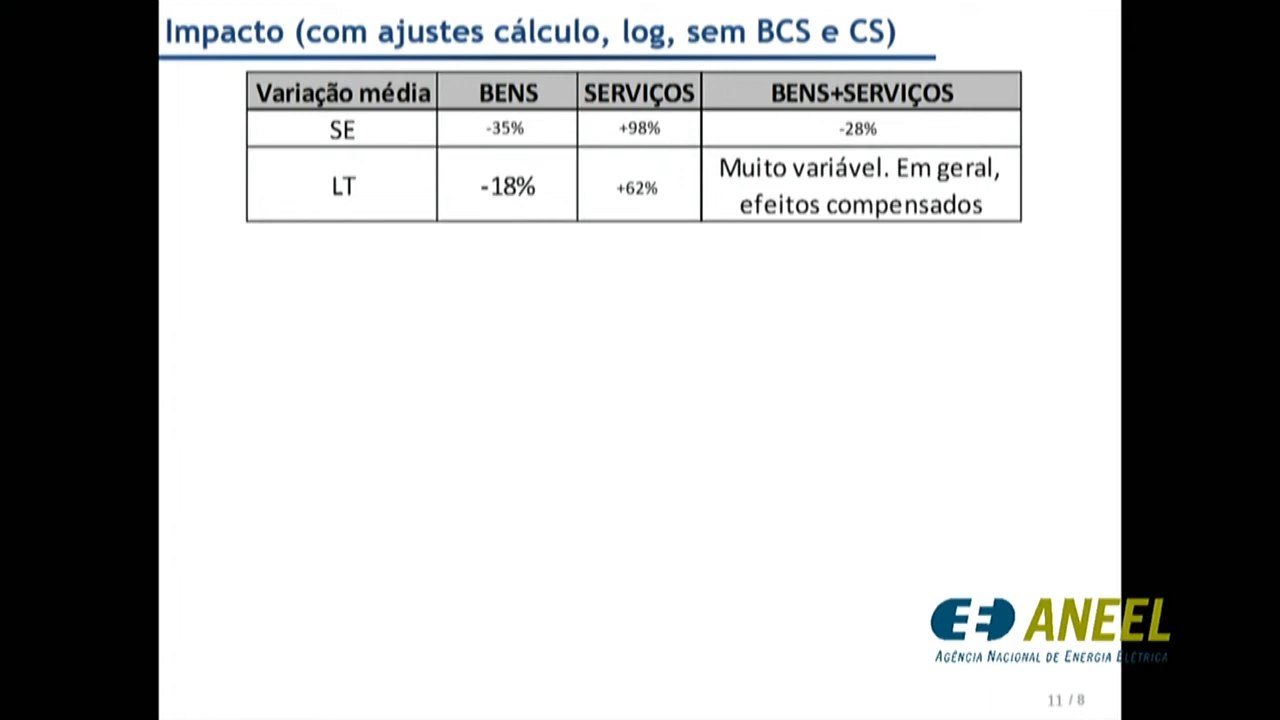 Impacto (com ajustes cálculo, log, sem BCS e CS)
Variação média BENS SERVIÇOS BENS+SERVIÇOS
SE -35% +98% -28%
LT -18% +62% Muito variável. Em geral,
efeitos compensados
ANEEL
AGÊNCIA NACIONAL DE ENERGIA ELÉTRICA
11 / 8